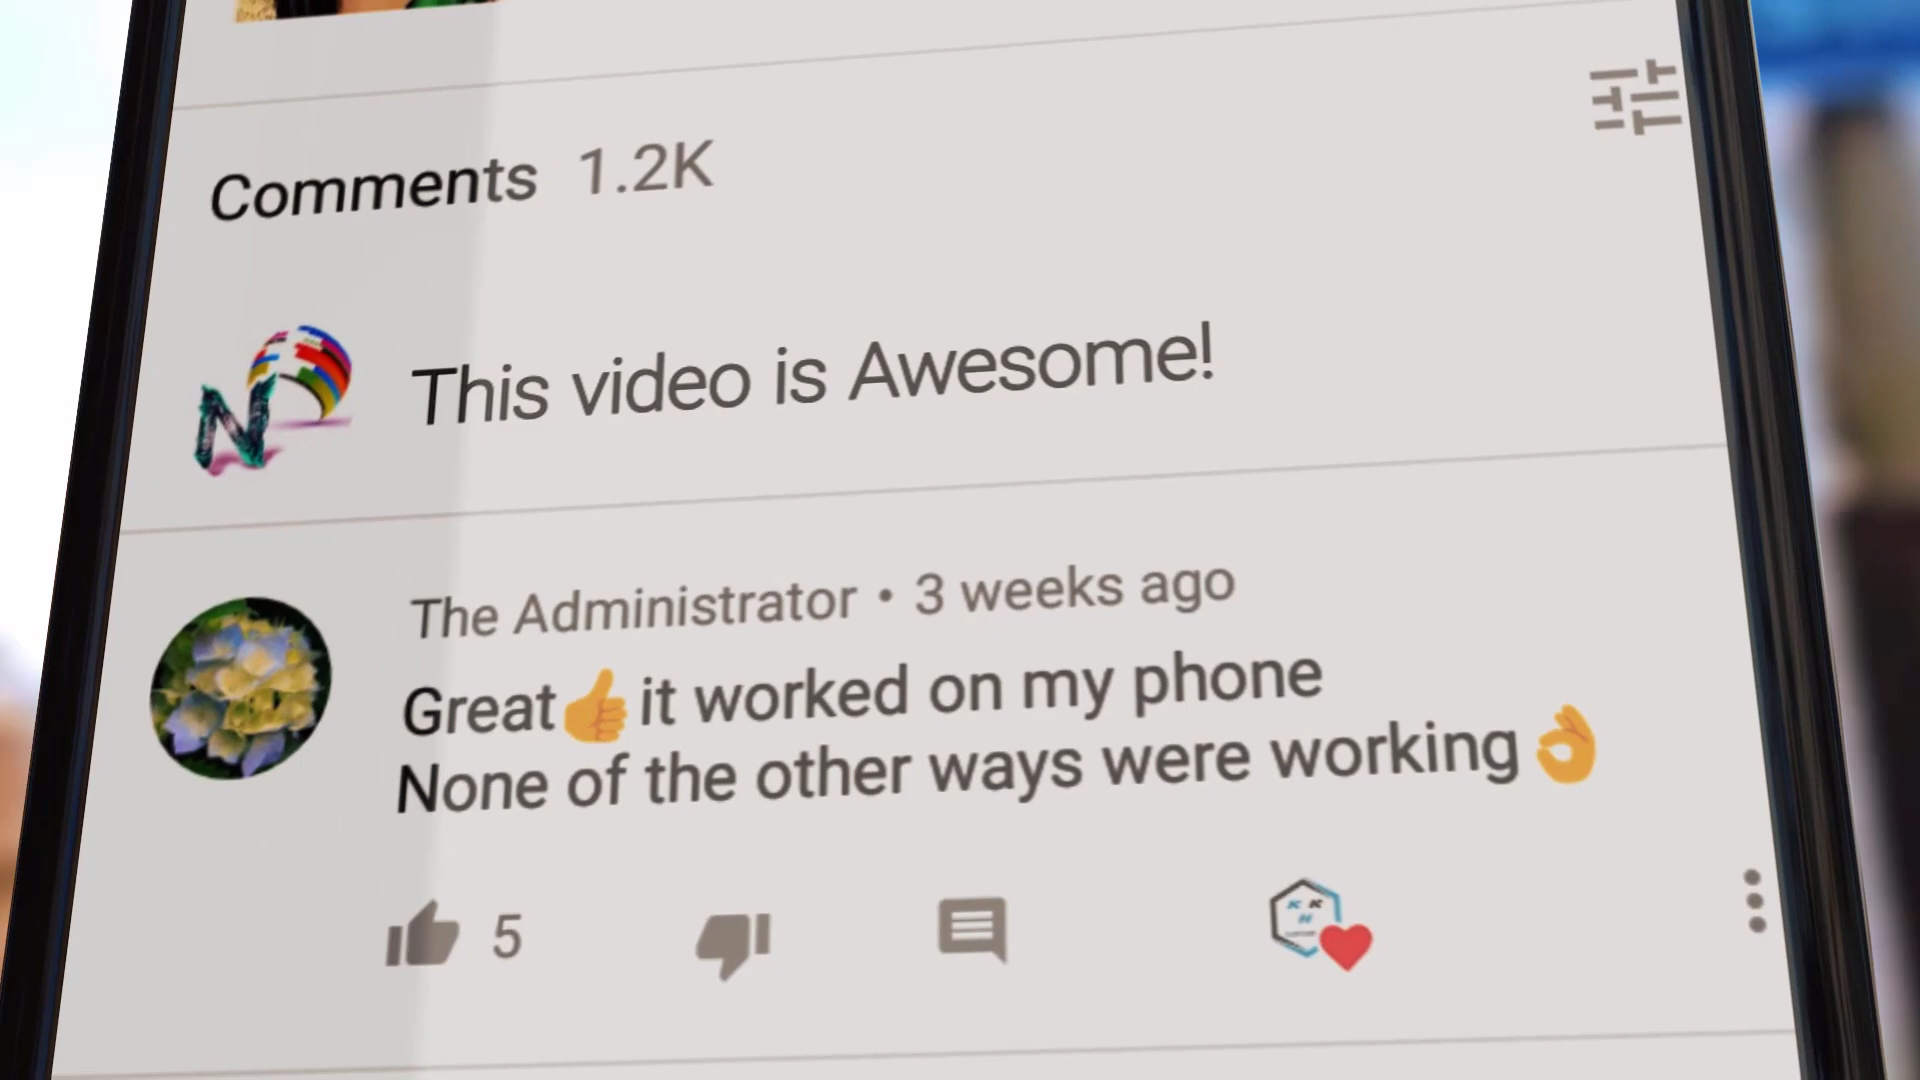 Comments 1.2K
This video is Awesome!
The Administrator • 3 weeks ago
Great👍it worked on my phone
None of the other ways were working👌
5